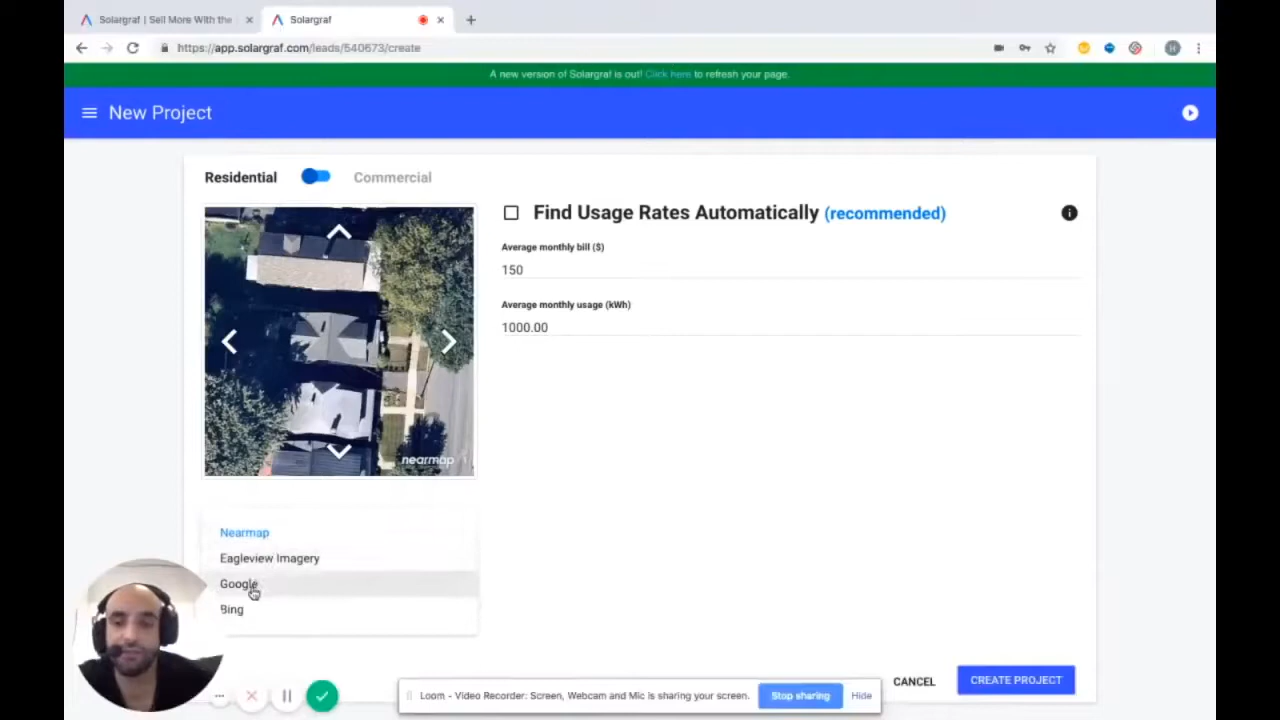 Solargraf | Sell More With the
Solargraf
https://app.solargraf.com/leads/540673/create
H
A new version of Solargraf is out! Click here to refresh your page.
New Project
Residential
Commercial
Find Usage Rates Automatically (recommended)
Average monthly bill ($)
150
Average monthly usage (kWh)
1000.00
nearmap
Nearmap
Eagleview Imagery
Google
Bing
CANCEL
CREATE PROJECT
Loom - Video Recorder: Screen, Webcam and Mic is sharing your screen.
Stop sharing
Hide